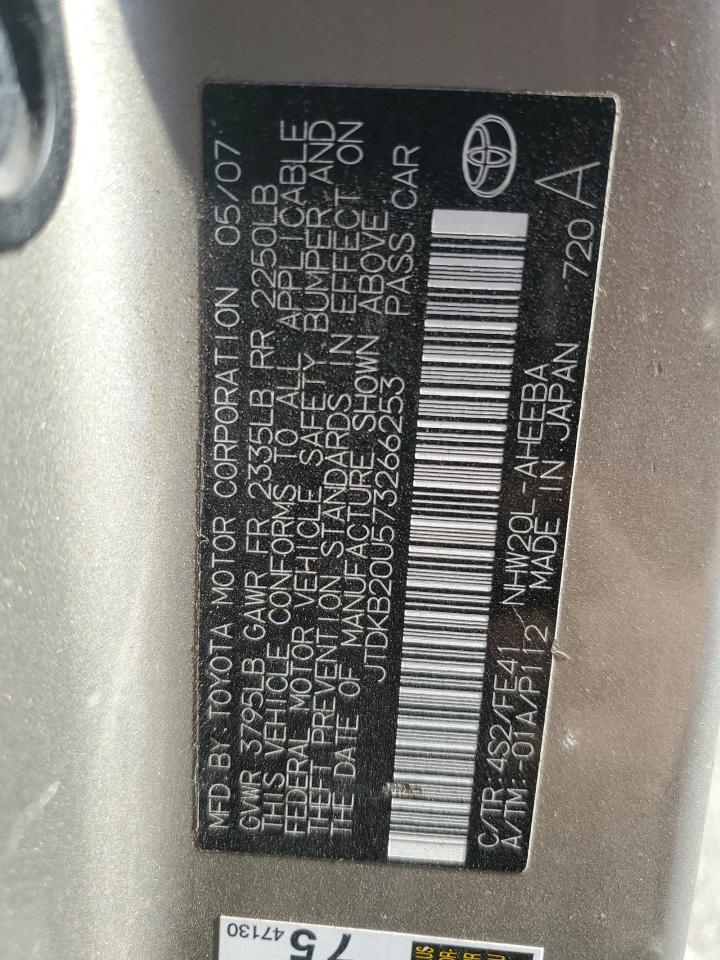 MFD BY: TOYOTA MOTOR CORPORATION 05/07
GVWR 3795LB GAWR FR 2335LB RR 2250LB
THIS VEHICLE CONFORMS TO ALL APPLICABLE
FEDERAL MOTOR VEHICLE SAFETY, BUMPER, AND
THEFT PREVENTION STANDARDS IN EFFECT ON
THE DATE OF MANUFACTURE SHOWN ABOVE.
JTDKB20U573266253 PASS CAR
C/TR: 4S2/FE41 NHW20L-AHEEBA
A/TM: -01A/P112 MADE IN JAPAN 720 A
75
47130
US
OR-